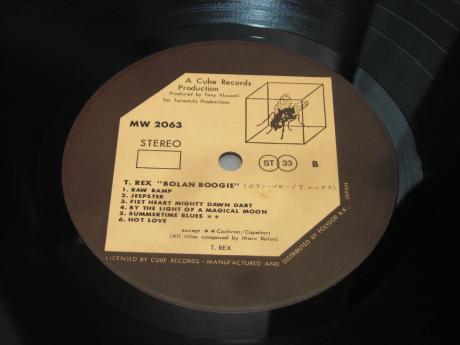 A Cube Records
Production
Produced by Tony Visconti
for Tarantula Productions
MW 2063
STEREO
ST 33 B
T. REX "BOLAN BOOGIE" (ボラン・ブギー/T. レックス)
1. RAW RAMP
2. JEEPSTER
3. FIST HEART MIGHTY DAWN DART
4. BY THE LIGHT OF A MAGICAL MOON
5. SUMMERTIME BLUES **
6. HOT LOVE
except **Cochran/Capehart)
(All titles composed by Marc Bolan)
T. REX
LICENSED BY CUBE RECORDS · MANUFACTURED AND DISTRIBUTED BY POLYDOR K.K. JAPAN